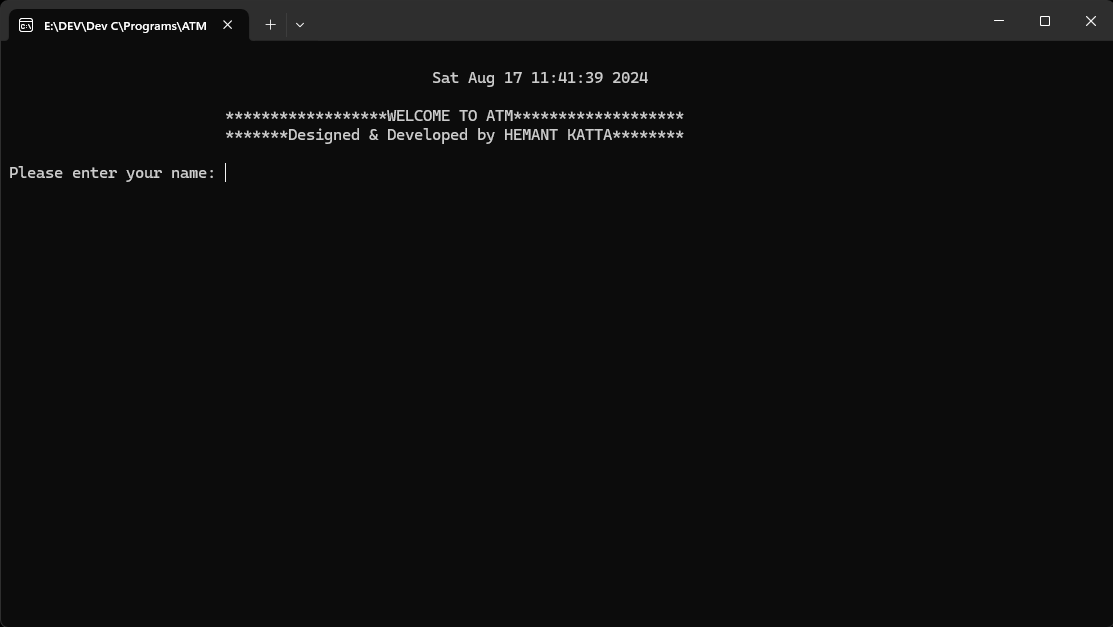 E:\DEV\Dev C\Programs\ATM
Sat Aug 17 11:41:39 2024
******************WELCOME TO ATM*******************
*******Designed & Developed by HEMANT KATTA********
Please enter your name: